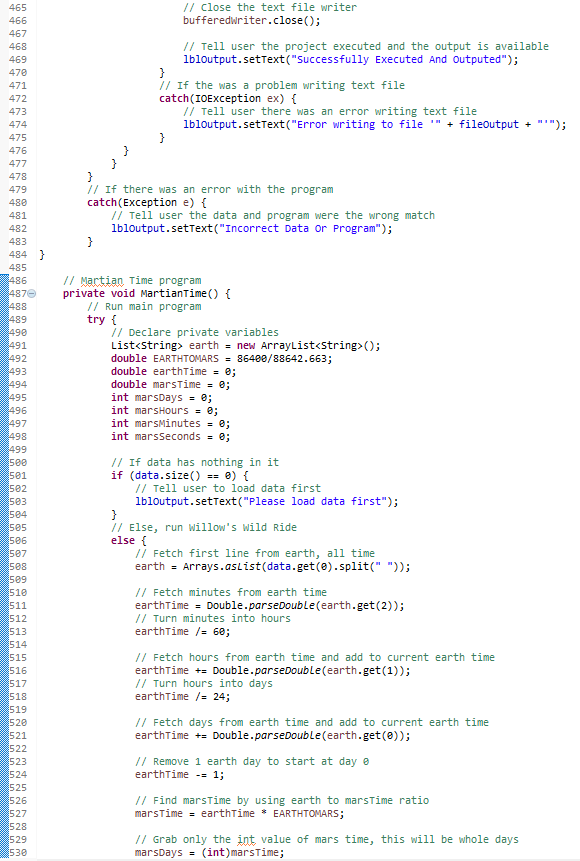 465                         // Close the text file writer
466                         bufferedWriter.close();
467
468                         // Tell user the project executed and the output is available
469                         lblOutput.setText("Successfully Executed And Outputed");
470                     }
471                     // If the was a problem writing text file
472                     catch(IOException ex) {
473                         // Tell user there was an error writing text file
474                         lblOutput.setText("Error writing to file '" + fileOutput + "'");
475                     }
476               }
477             }
478         }
479         // If there was an error with the program
480         catch(Exception e) {
481             // Tell user the data and program were the wrong match
482             lblOutput.setText("Incorrect Data Or Program");
483         }
484 }
485
486     // Martian Time program
487     private void MartianTime() {
488         // Run main program
489         try {
490             // Declare private variables
491             List<String> earth = new ArrayList<String>();
492             double EARTHTOMARS = 86400/88642.663;
493             double earthTime = 0;
494             double marsTime = 0;
495             int marsDays = 0;
496             int marsHours = 0;
497             int marsMinutes = 0;
498             int marsSeconds = 0;
499
500             // If data has nothing in it
501             if (data.size() == 0) {
502                 // Tell user to load data first
503                 lblOutput.setText("Please load data first");
504             }
505             // Else, run Willow's Wild Ride
506             else {
507                 // Fetch first line from earth, all time
508                 earth = Arrays.asList(data.get(0).split(" "));
509
510                 // Fetch minutes from earth time
511                 earthTime = Double.parseDouble(earth.get(2));
512                 // Turn minutes into hours
513                 earthTime /= 60;
514
515                 // Fetch hours from earth time and add to current earth time
516                 earthTime += Double.parseDouble(earth.get(1));
517                 // Turn hours into days
518                 earthTime /= 24;
519
520                 // Fetch days from earth time and add to current earth time
521                 earthTime += Double.parseDouble(earth.get(0));
522
523                 // Remove 1 earth day to start at day 0
524                 earthTime -= 1;
525
526                 // Find marsTime by using earth to marsTime ratio
527                 marsTime = earthTime * EARTHTOMARS;
528
529                 // Grab only the int value of mars time, this will be whole days
530                 marsDays = (int)marsTime;